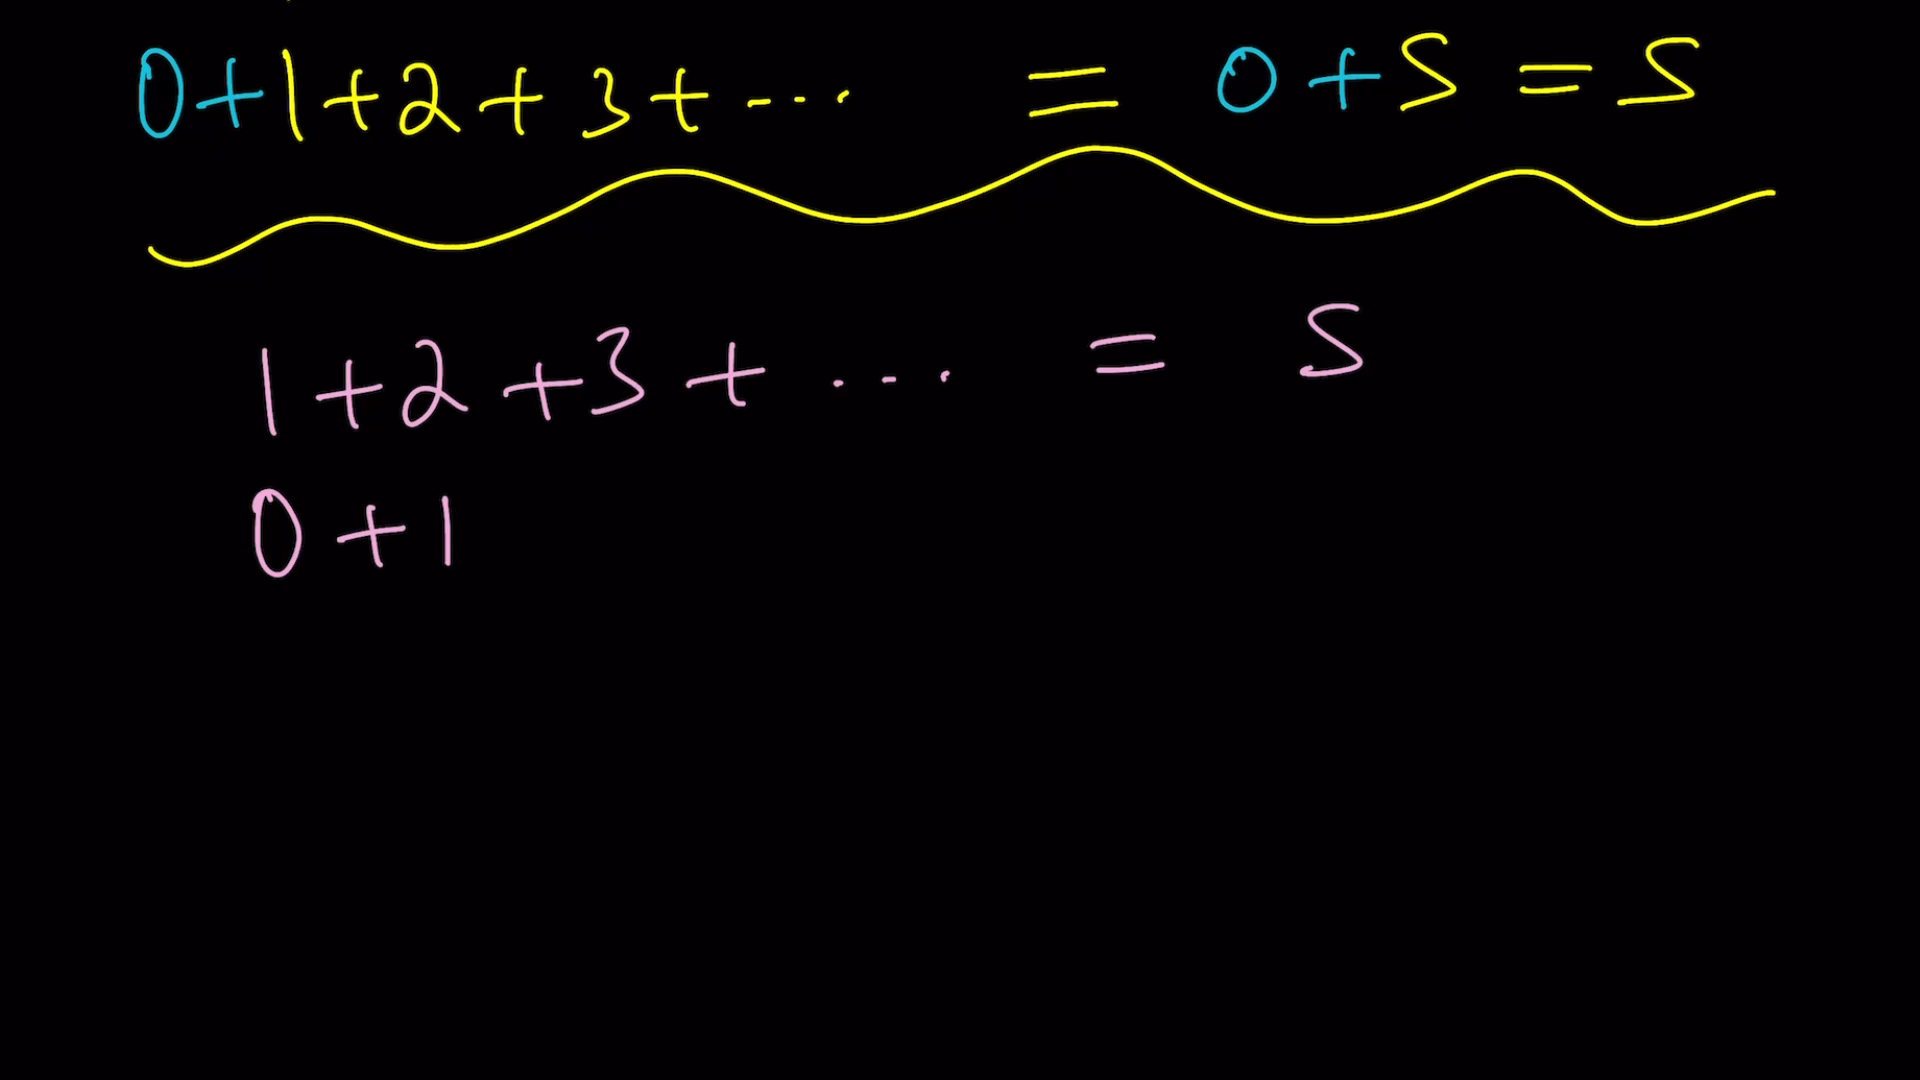 0+1+2+3+... = 0+S=S
1+2+3+... = S
0+1